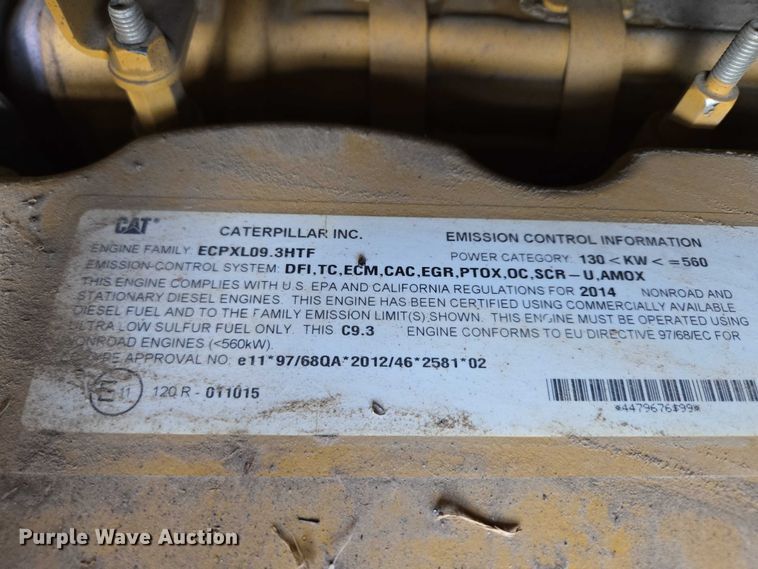 CAT®
CATERPILLAR INC.
EMISSION CONTROL INFORMATION
ENGINE FAMILY: ECPXL09.3HTF
POWER CATEGORY: 130 <KW <=560
EMISSION-CONTROL SYSTEM: DFI,TC,ECM,CAC,EGR,PTOX,OC,SCR-U,AMOX
THIS ENGINE COMPLIES WITH U.S. EPA AND CALIFORNIA REGULATIONS FOR 2014 NONROAD AND
STATIONARY DIESEL ENGINES. THIS ENGINE HAS BEEN CERTIFIED USING COMMERCIALLY AVAILABLE
DIESEL FUEL AND TO THE FAMILY EMISSION LIMIT(S),SHOWN. THIS ENGINE MUST BE OPERATED USING
ULTRA LOW SULFUR FUEL ONLY. THIS C9.3 ENGINE CONFORMS TO EU DIRECTIVE 97/68/EC FOR
NONROAD ENGINES (<560kW).
TYPE APPROVAL NO: e11*97/68QA*2012/46*2581*02
120 R - 011015
Purple Wave Auction